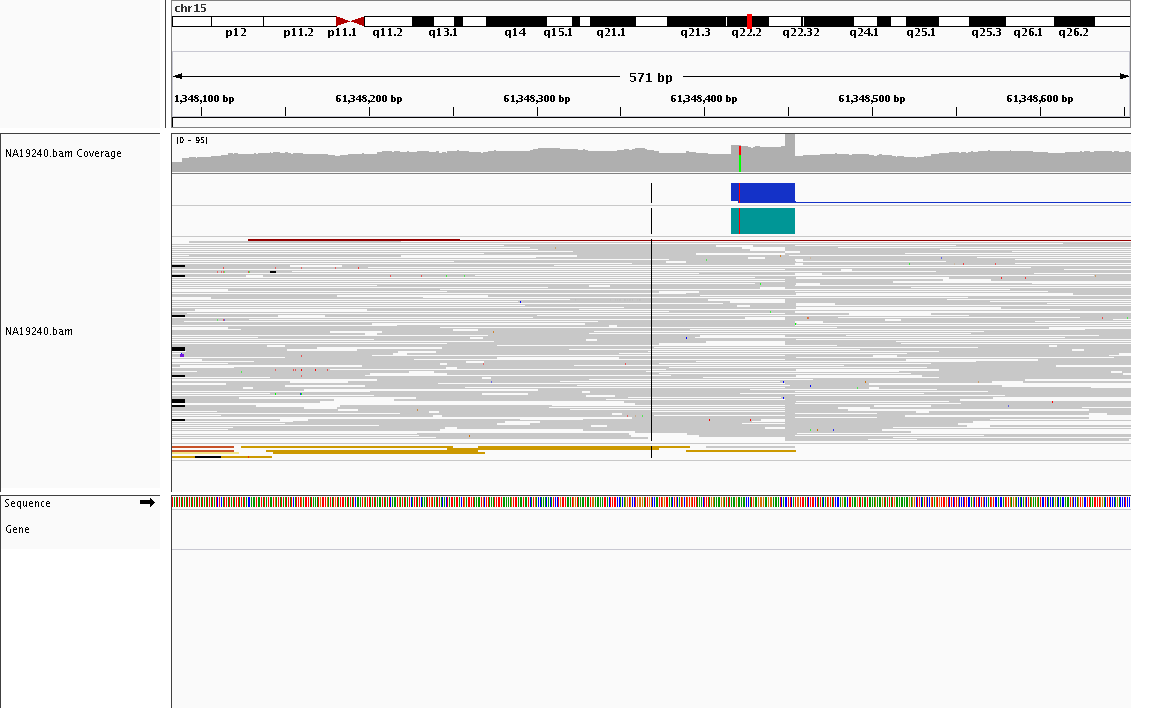 chr15
p12 p11.2 p11.1 q11.2 q13.1 q14 q15.1 q21.1 q21.3 q22.2 q22.32 q24.1 q25.1 q25.3 q26.1 q26.2
571 bp
61,348,100 bp 61,348,200 bp 61,348,300 bp 61,348,400 bp 61,348,500 bp 61,348,600 bp
[0 - 95]
NA19240.bam Coverage
NA19240.bam
Sequence
Gene